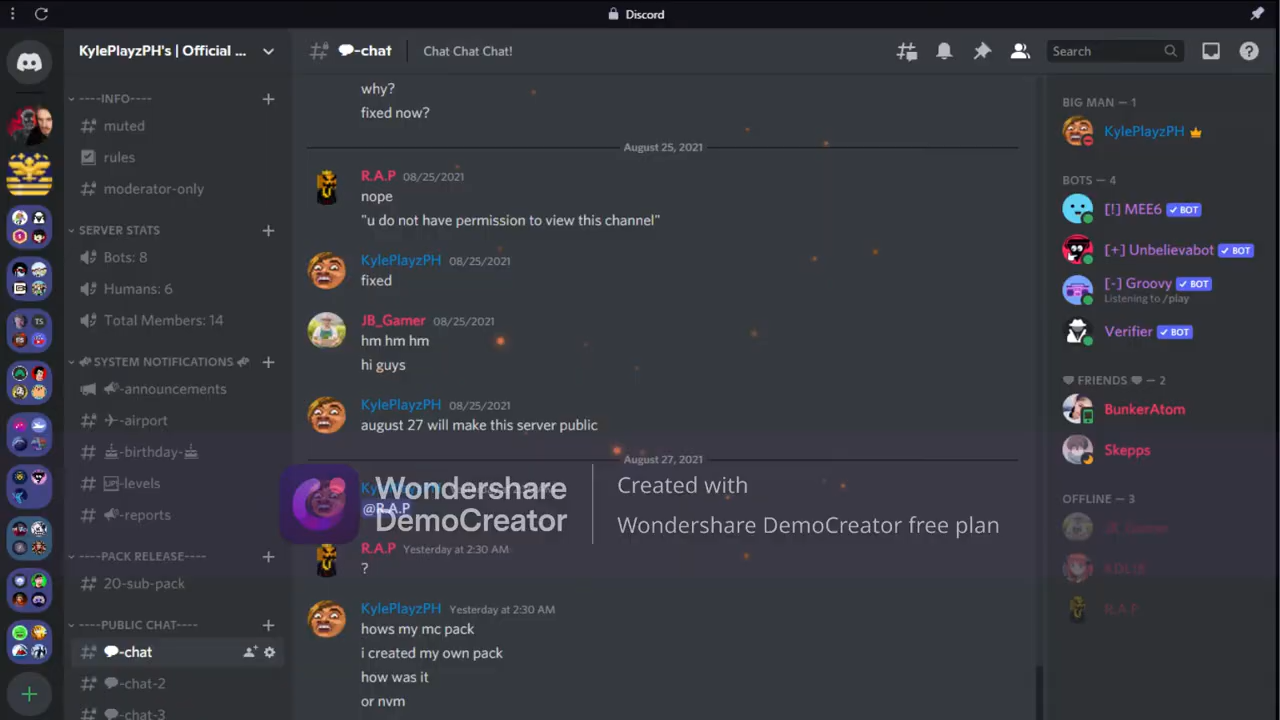 Discord
KylePlayzPH's | Official ...
----INFO----
muted
rules
moderator-only
SERVER STATS
Bots: 8
Humans: 6
Total Members: 14
SYSTEM NOTIFICATIONS
-announcements
-airport
-birthday-
UP!-levels
-reports
PACK RELEASE----
20-sub-pack
PUBLIC CHAT----
-chat
-chat-2
-chat-3
-chat
Chat Chat Chat!
Search
why?
fixed now?
August 25, 2021
R.A.P 08/25/2021
nope
"u do not have permission to view this channel"
KylePlayzPH 08/25/2021
fixed
JB_Gamer 08/25/2021
hm hm hm
hi guys
KylePlayzPH 08/25/2021
august 27 will make this server public
August 27, 2021
@R.A.P
R.A.P Yesterday at 2:30 AM
?
KylePlayzPH Yesterday at 2:30 AM
hows my mc pack
i created my own pack
how was it
or nvm
Wondershare
DemoCreator
Created with
Wondershare DemoCreator free plan
BIG MAN — 1
KylePlayzPH
BOTS — 4
[!] MEE6 ✓ BOT
[+] Unbelievabot ✓ BOT
[-] Groovy ✓ BOT
Listening to /play
Verifier ✓ BOT
FRIENDS — 2
BunkerAtom
Skepps
OFFLINE — 3
JB_Gamer
R.A.P